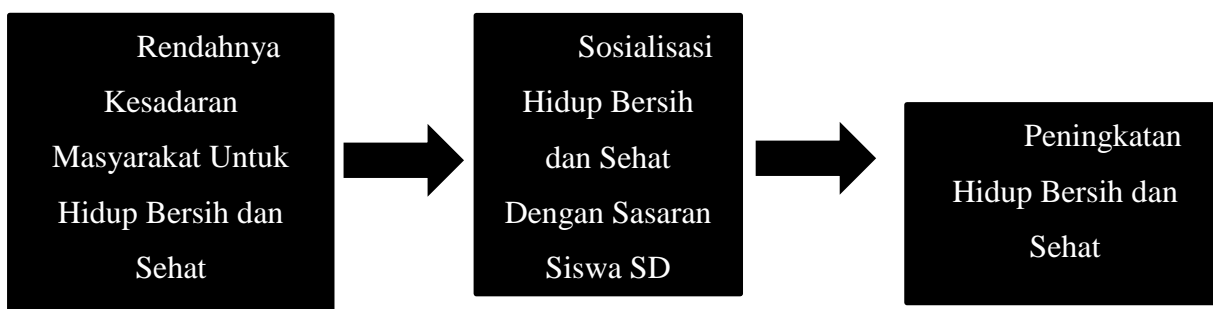 Rendahnya
Kesadaran
Masyarakat Untuk
Hidup Bersih dan
Sehat
Sosialisasi
Hidup Bersih
dan Sehat
Dengan Sasaran
Siswa SD
Peningkatan
Hidup Bersih dan
Sehat